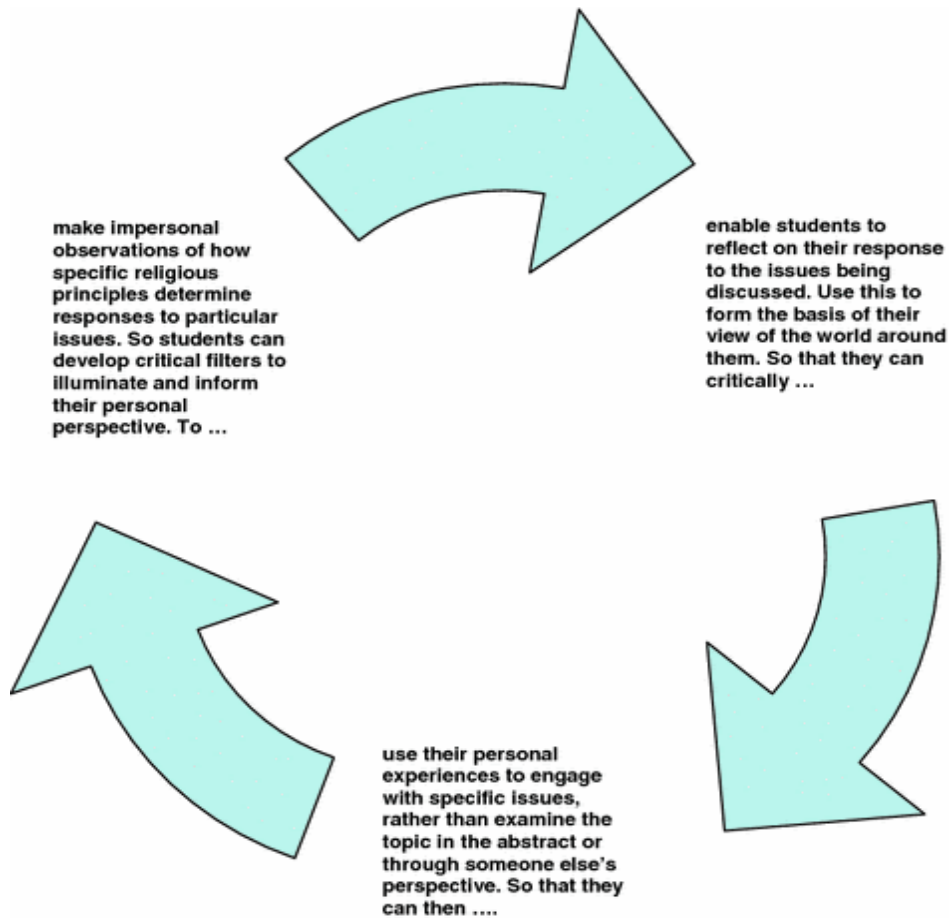 make impersonal
observations of how
specific religious
principles determine
responses to particular
issues. So students can
develop critical filters to
illuminate and inform
their personal
perspective. To ...
enable students to
reflect on their response
to the issues being
discussed. Use this to
form the basis of their
view of the world around
them. So that they can
critically ...
use their personal
experiences to engage
with specific issues,
rather than examine the
topic in the abstract or
through someone else's
perspective. So that they
can then ....